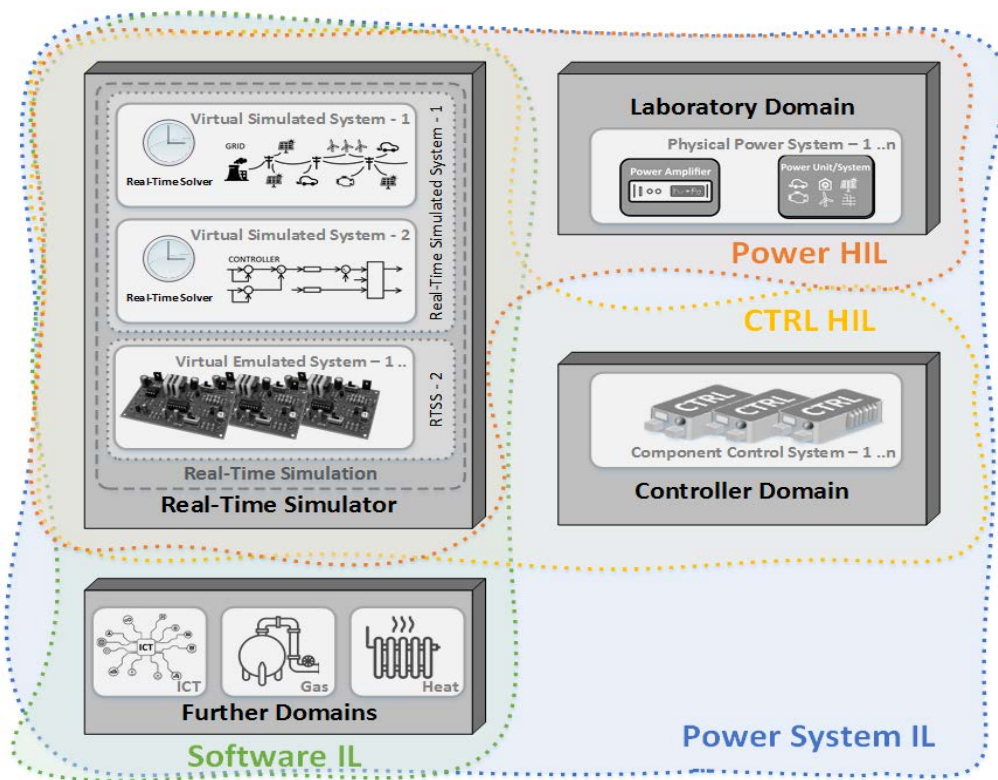 Virtual Simulated System - 1
GRID
Real-Time Solver
Virtual Simulated System - 2
CONTROLLER
Real-Time Solver
Real-Time Simulated System - 1
Virtual Emulated System – 1 ..
RTSS - 2
Real-Time Simulation
Real-Time Simulator
Laboratory Domain
Physical Power System – 1 ..n
Power Amplifier
Power Unit/System
Power HIL
CTRL HIL
CTRL
CTRL
CTRL
Component Control System – 1 ..n
Controller Domain
ICT
ICT
Gas
Heat
Further Domains
Software IL
Power System IL